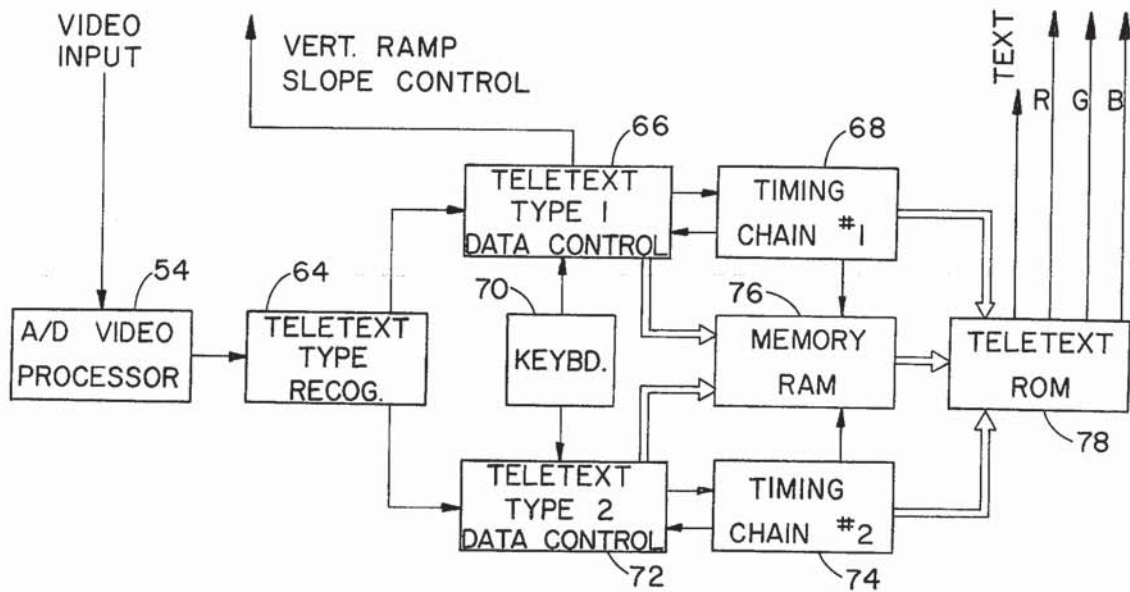 VIDEO
INPUT
VERT. RAMP
SLOPE CONTROL
TEXT
R
G
B
66
68
TELETEXT
TYPE 1
DATA CONTROL
TIMING
CHAIN #1
54
64
70
76
A/D VIDEO
PROCESSOR
TELETEXT
TYPE
RECOG.
KEYBD.
MEMORY
RAM
TELETEXT
ROM
78
TELETEXT
TYPE 2
DATA CONTROL
TIMING
CHAIN #2
72
74